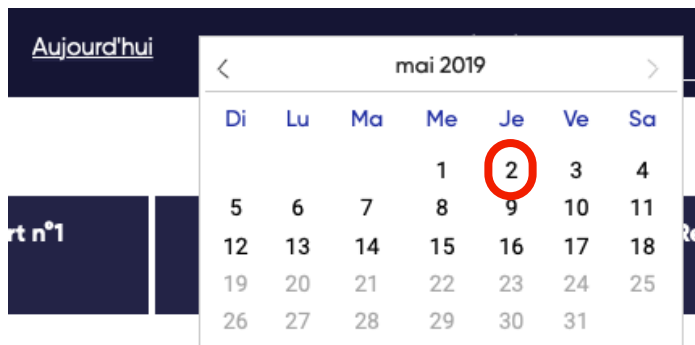 Aujourd'hui
mai 2019
Di Lu Ma Me Je Ve Sa
1 2 3 4
5 6 7 8 9 10 11
rt n°1
12 13 14 15 16 17 18
19 20 21 22 23 24 25
26 27 28 29 30 31